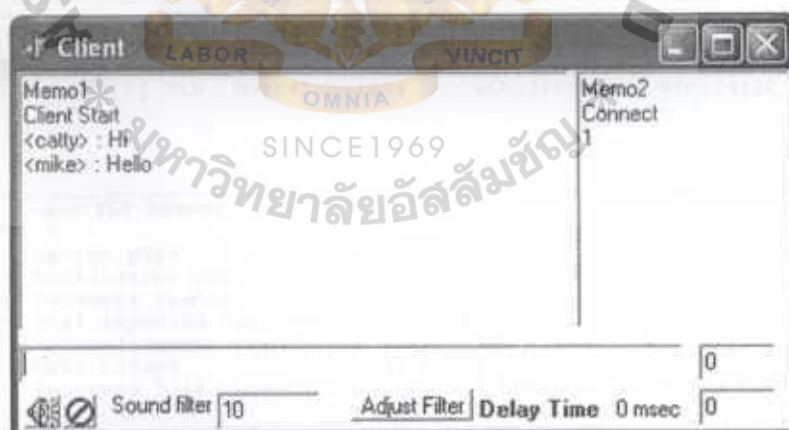 Client
LABOR VINCIT
OMNIA
SINCE 1969
มหาวิทยาลัยอัสสัมชัญ
Memo1
Client Start
<catty> : Hi
<mike> : Hello
Memo2
Connect
1
0
Sound filter 10 Adjust Filter Delay Time 0 msec 0